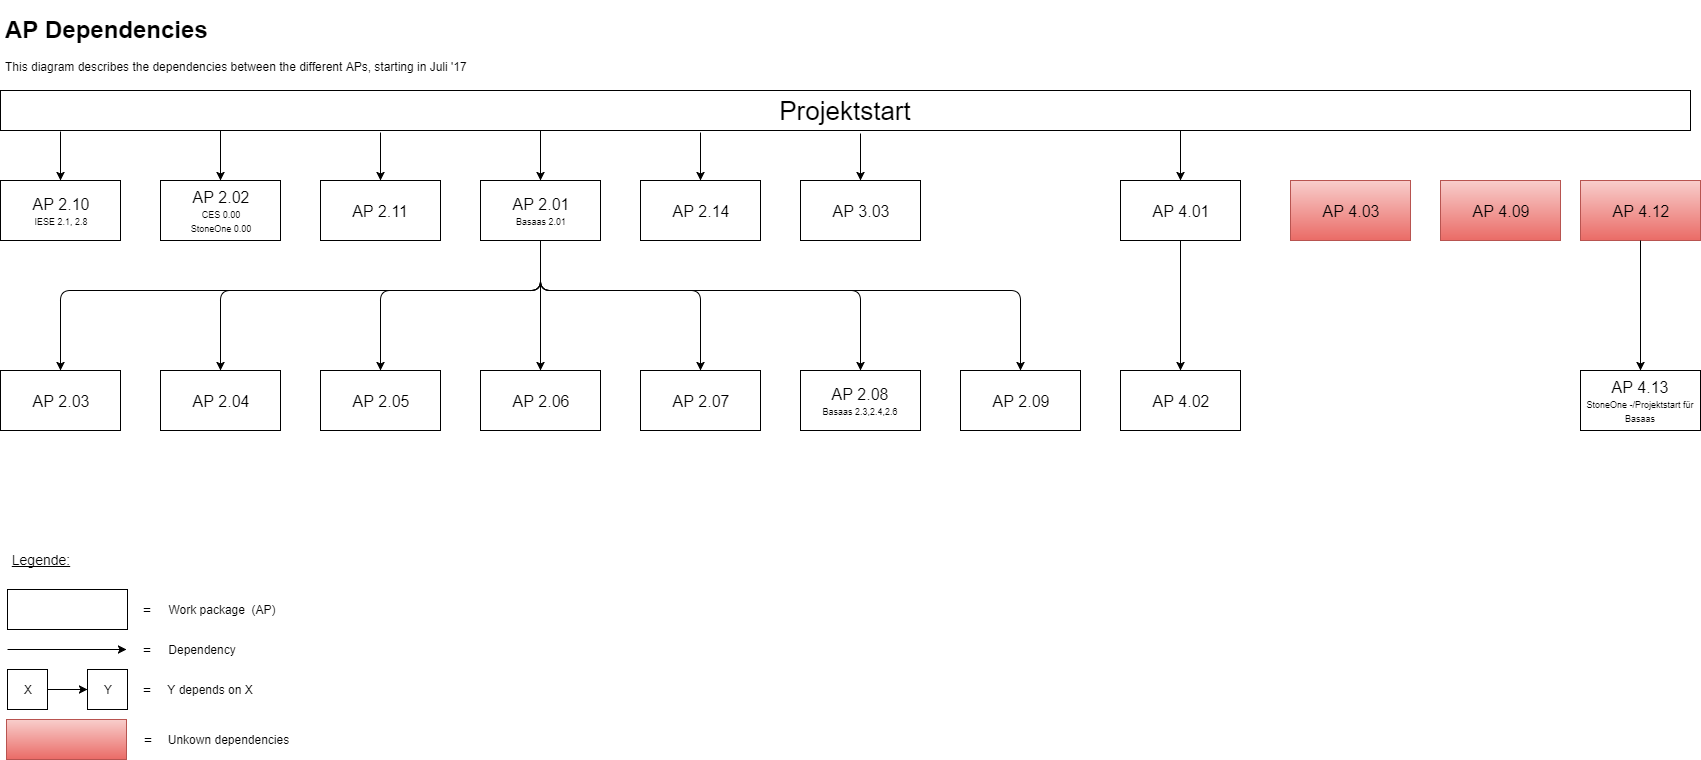 AP Dependencies
This diagram describes the dependencies between the different APs, starting in Juli '17
Projektstart
AP 2.10
IESE 2.1, 2.8
AP 2.02
CES 0.00
StoneOne 0.00
AP 2.11
AP 2.01
Basaas 2.01
AP 2.14
AP 3.03
AP 4.01
AP 4.03
AP 4.09
AP 4.12
AP 2.03
AP 2.04
AP 2.05
AP 2.06
AP 2.07
AP 2.08
Basaas 2.3,2.4,2.6
AP 2.09
AP 4.02
AP 4.13
StoneOne -/Projektstart für
Basaas
Legende:
= Work package (AP)
= Dependency
X Y = Y depends on X
= Unkown dependencies